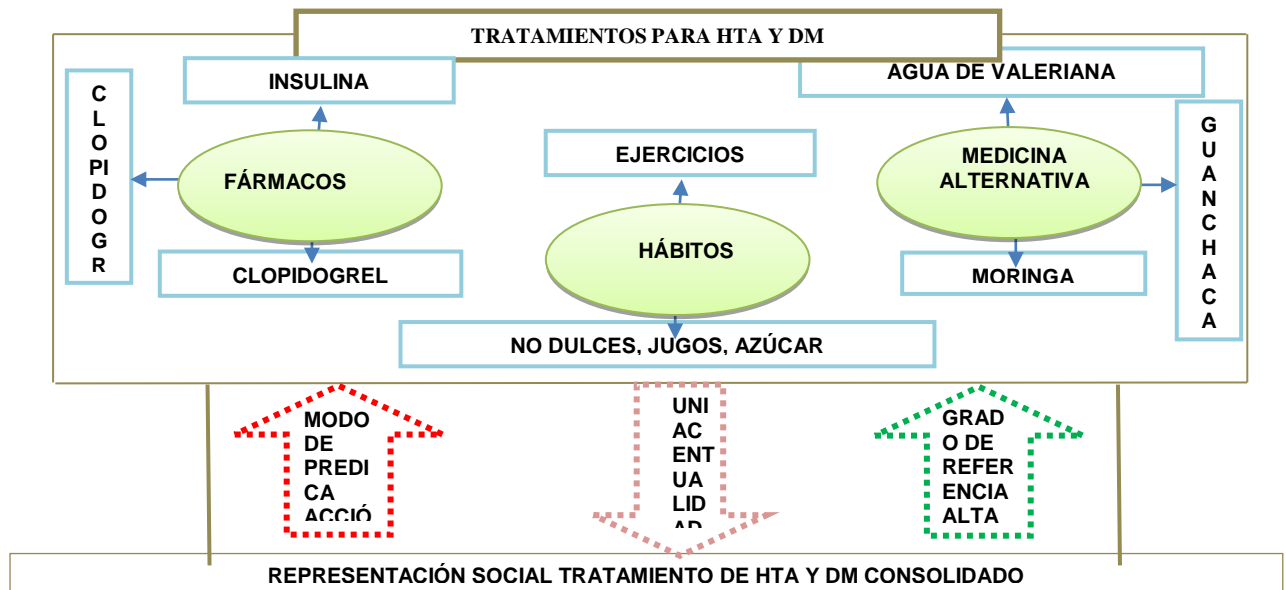 TRATAMIENTOS PARA HTA Y DM
INSULINA
AGUA DE VALERIANA
C
L
O
PI
D
O
G
R
FÁRMACOS
CLOPIDOGREL
EJERCICIOS
HÁBITOS
NO DULCES, JUGOS, AZÚCAR
MEDICINA
ALTERNATIVA
MORINGA
G
U
A
N
C
H
A
C
A
MODO
DE
PREDI
CA
ACCIÓ
UNI
AC
ENT
UA
LID
AD
GRAD
O DE
REFER
ENCIA
ALTA
REPRESENTACIÓN SOCIAL TRATAMIENTO DE HTA Y DM CONSOLIDADO